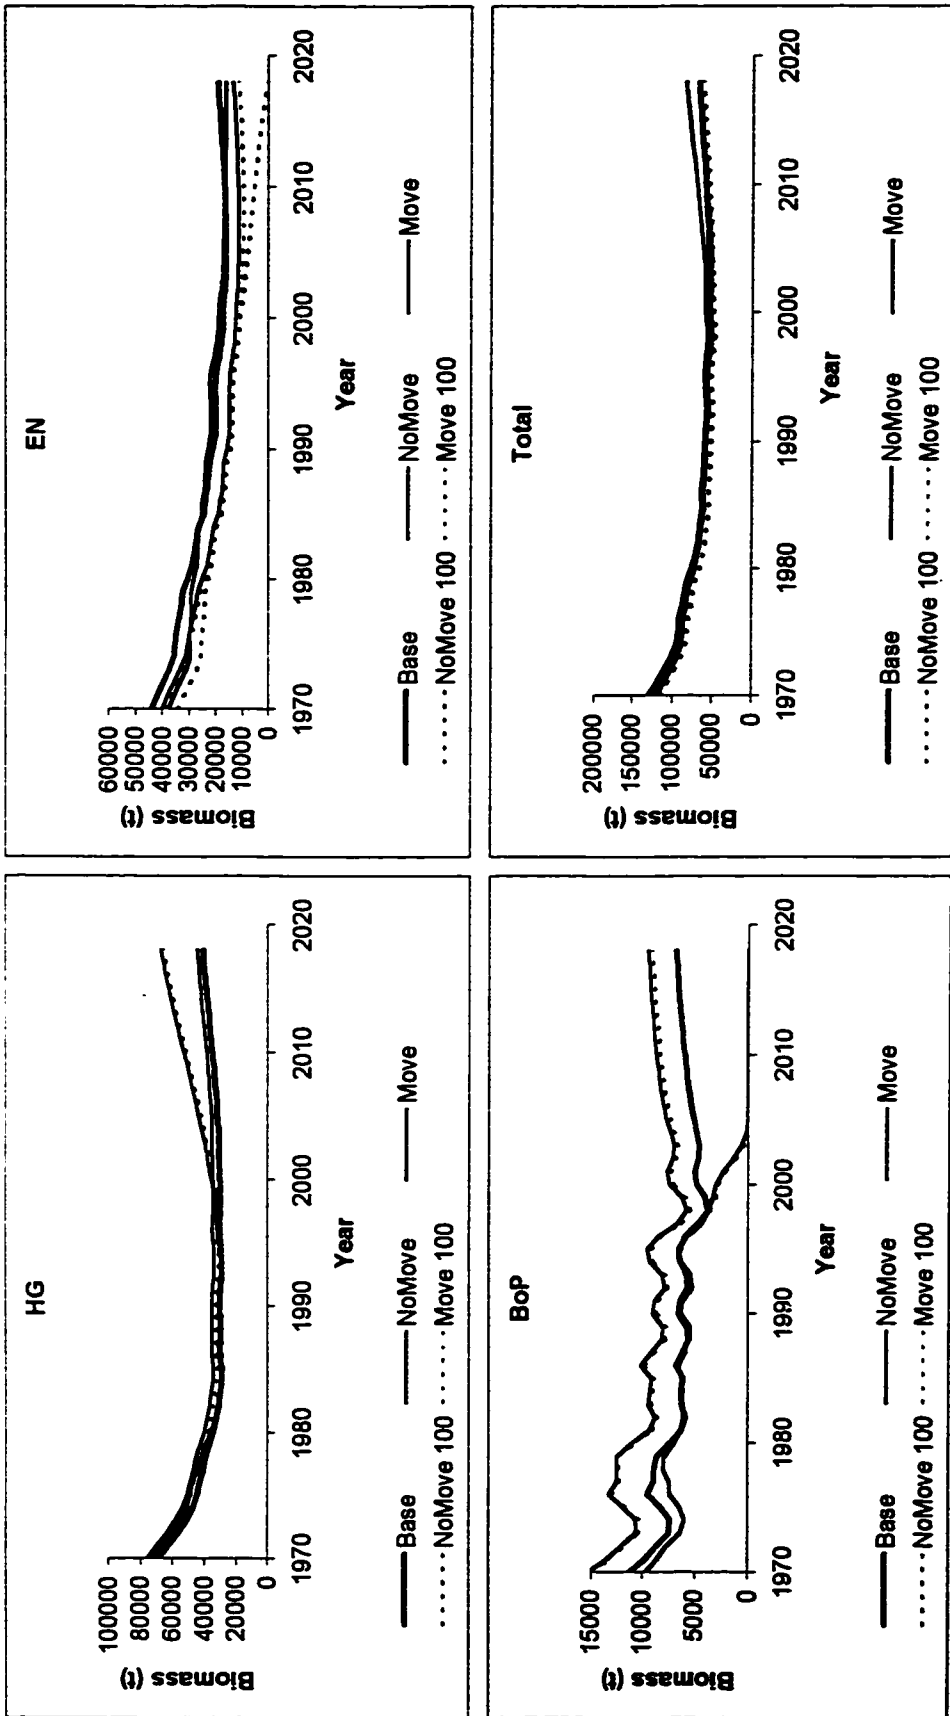 HG
Biomass (t)
100000
80000
60000
40000
20000
0
1970 1980 1990 2000 2010 2020
Year
Base NoMove Move
NoMove 100 Move 100
EN
Biomass (t)
60000
50000
40000
30000
20000
10000
0
1970 1980 1990 2000 2010 2020
Year
Base NoMove Move
NoMove 100 Move 100
BoP
Biomass (t)
15000
10000
5000
0
1970 1980 1990 2000 2010 2020
Year
Base NoMove Move
NoMove 100 Move 100
Total
Biomass (t)
200000
150000
100000
50000
0
1970 1980 1990 2000 2010 2020
Year
Base NoMove Move
NoMove 100 Move 100